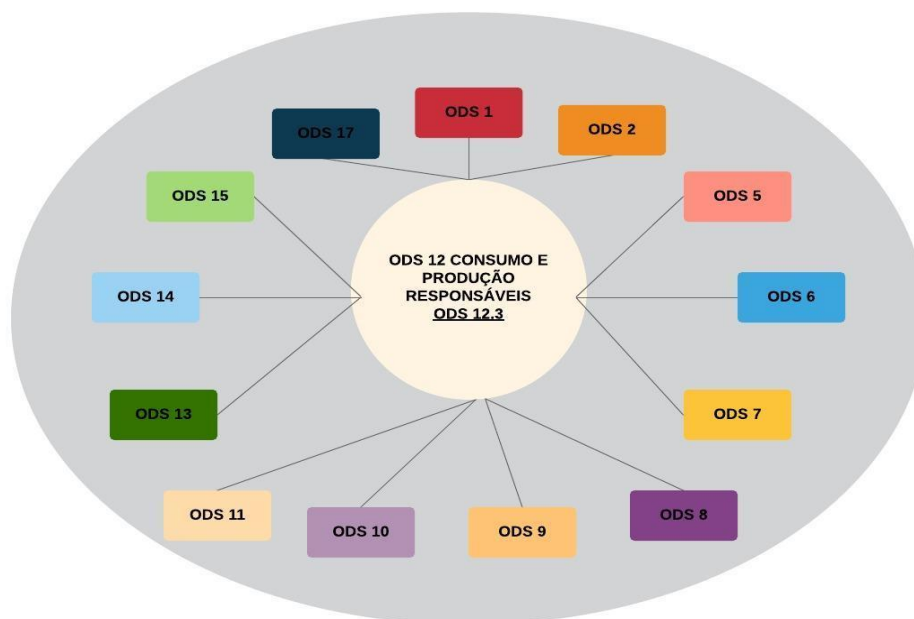 ODS 1
ODS 17
ODS 2
ODS 15
ODS 5
ODS 12 CONSUMO E
PRODUÇÃO
RESPONSÁVEIS
ODS 12.3
ODS 14
ODS 6
ODS 13
ODS 7
ODS 11
ODS 10
ODS 9
ODS 8